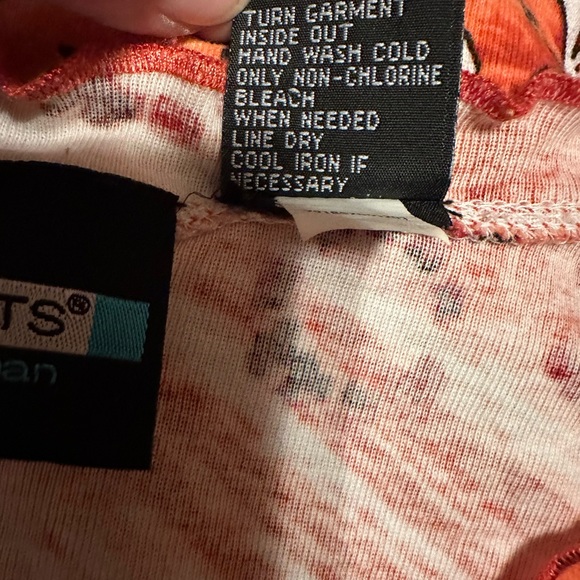 TURN GARMENT
INSIDE OUT
HAND WASH COLD
ONLY NON-CHLORINE
BLEACH
WHEN NEEDED
LINE DRY
COOL IRON IF
NECESSARY
TS®
an